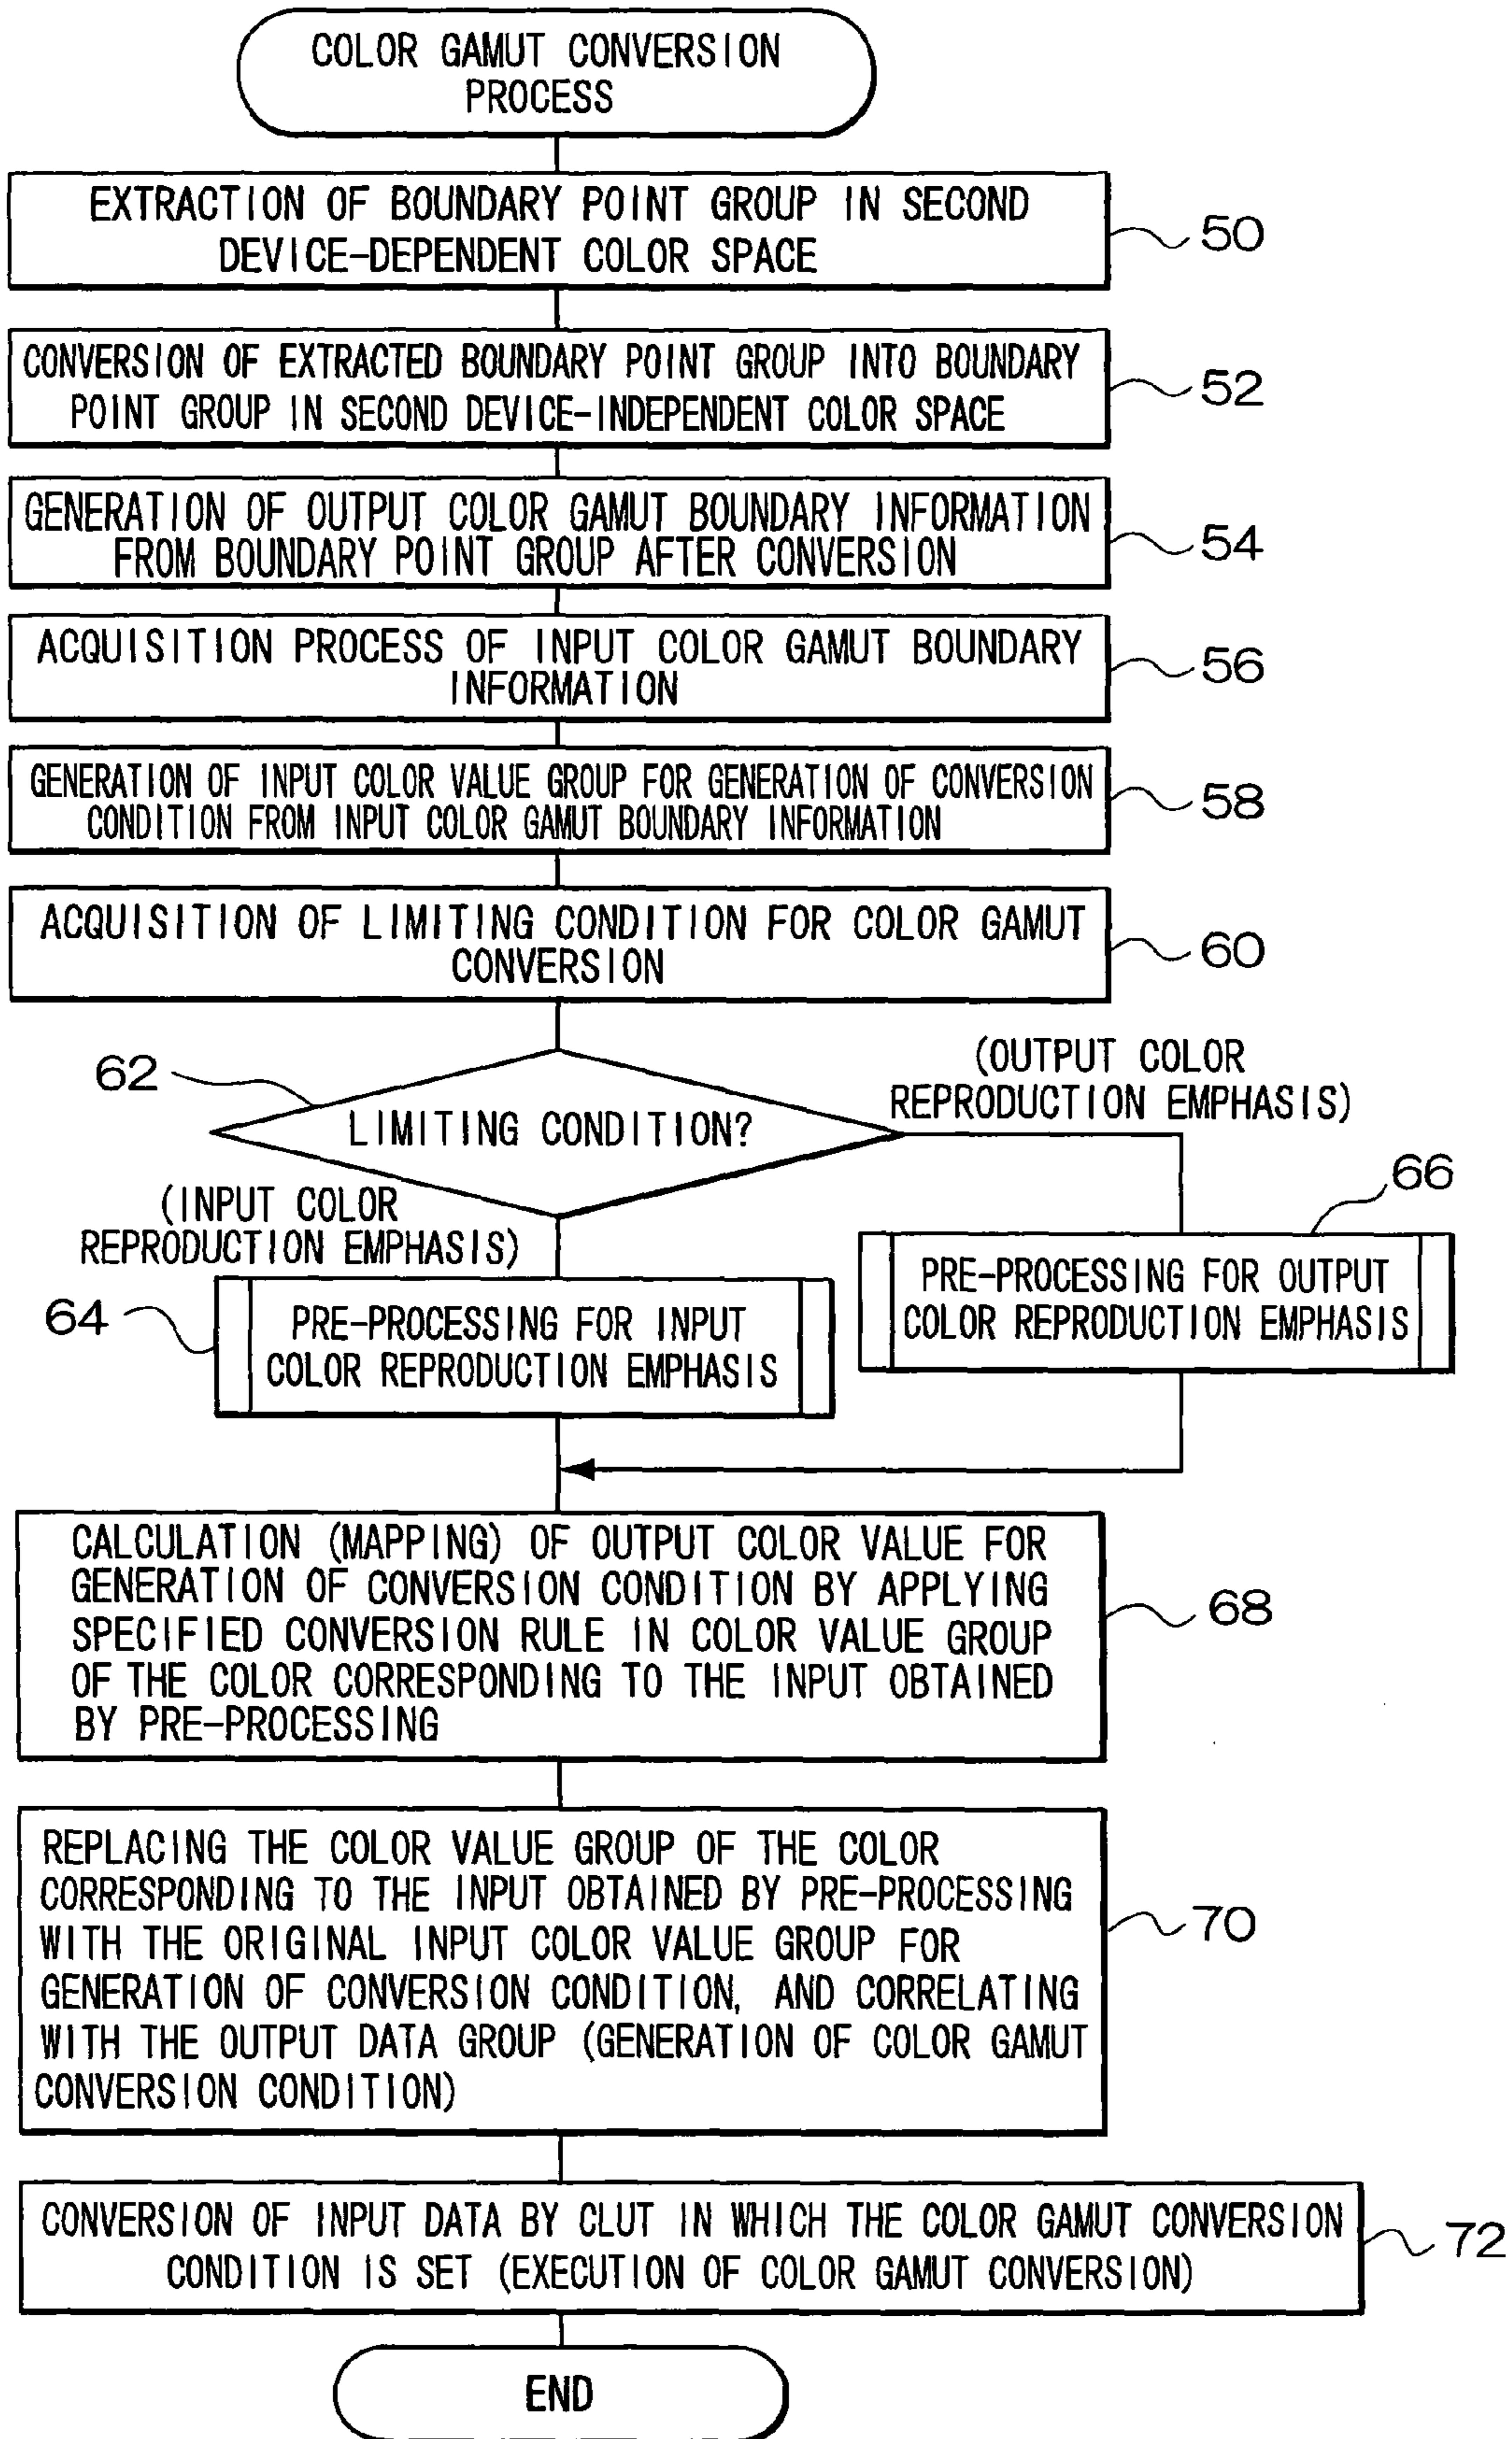 COLOR GAMUT CONVERSION
PROCESS
EXTRACTION OF BOUNDARY POINT GROUP IN SECOND
DEVICE-DEPENDENT COLOR SPACE
50
CONVERSION OF EXTRACTED BOUNDARY POINT GROUP INTO BOUNDARY
POINT GROUP IN SECOND DEVICE-INDEPENDENT COLOR SPACE
52
GENERATION OF OUTPUT COLOR GAMUT BOUNDARY INFORMATION
FROM BOUNDARY POINT GROUP AFTER CONVERSION
54
ACQUISITION PROCESS OF INPUT COLOR GAMUT BOUNDARY
INFORMATION
56
GENERATION OF INPUT COLOR VALUE GROUP FOR GENERATION OF CONVERSION
CONDITION FROM INPUT COLOR GAMUT BOUNDARY INFORMATION
58
ACQUISITION OF LIMITING CONDITION FOR COLOR GAMUT
CONVERSION
60
62
LIMITING CONDITION?
(OUTPUT COLOR
REPRODUCTION EMPHASIS)
(INPUT COLOR
REPRODUCTION EMPHASIS)
66
PRE-PROCESSING FOR OUTPUT
COLOR REPRODUCTION EMPHASIS
64
PRE-PROCESSING FOR INPUT
COLOR REPRODUCTION EMPHASIS
CALCULATION (MAPPING) OF OUTPUT COLOR VALUE FOR
GENERATION OF CONVERSION CONDITION BY APPLYING
SPECIFIED CONVERSION RULE IN COLOR VALUE GROUP
OF THE COLOR CORRESPONDING TO THE INPUT OBTAINED
BY PRE-PROCESSING
68
REPLACING THE COLOR VALUE GROUP OF THE COLOR
CORRESPONDING TO THE INPUT OBTAINED BY PRE-PROCESSING
WITH THE ORIGINAL INPUT COLOR VALUE GROUP FOR
GENERATION OF CONVERSION CONDITION, AND CORRELATING
WITH THE OUTPUT DATA GROUP (GENERATION OF COLOR GAMUT
CONVERSION CONDITION)
70
CONVERSION OF INPUT DATA BY CLUT IN WHICH THE COLOR GAMUT CONVERSION
CONDITION IS SET (EXECUTION OF COLOR GAMUT CONVERSION)
72
END